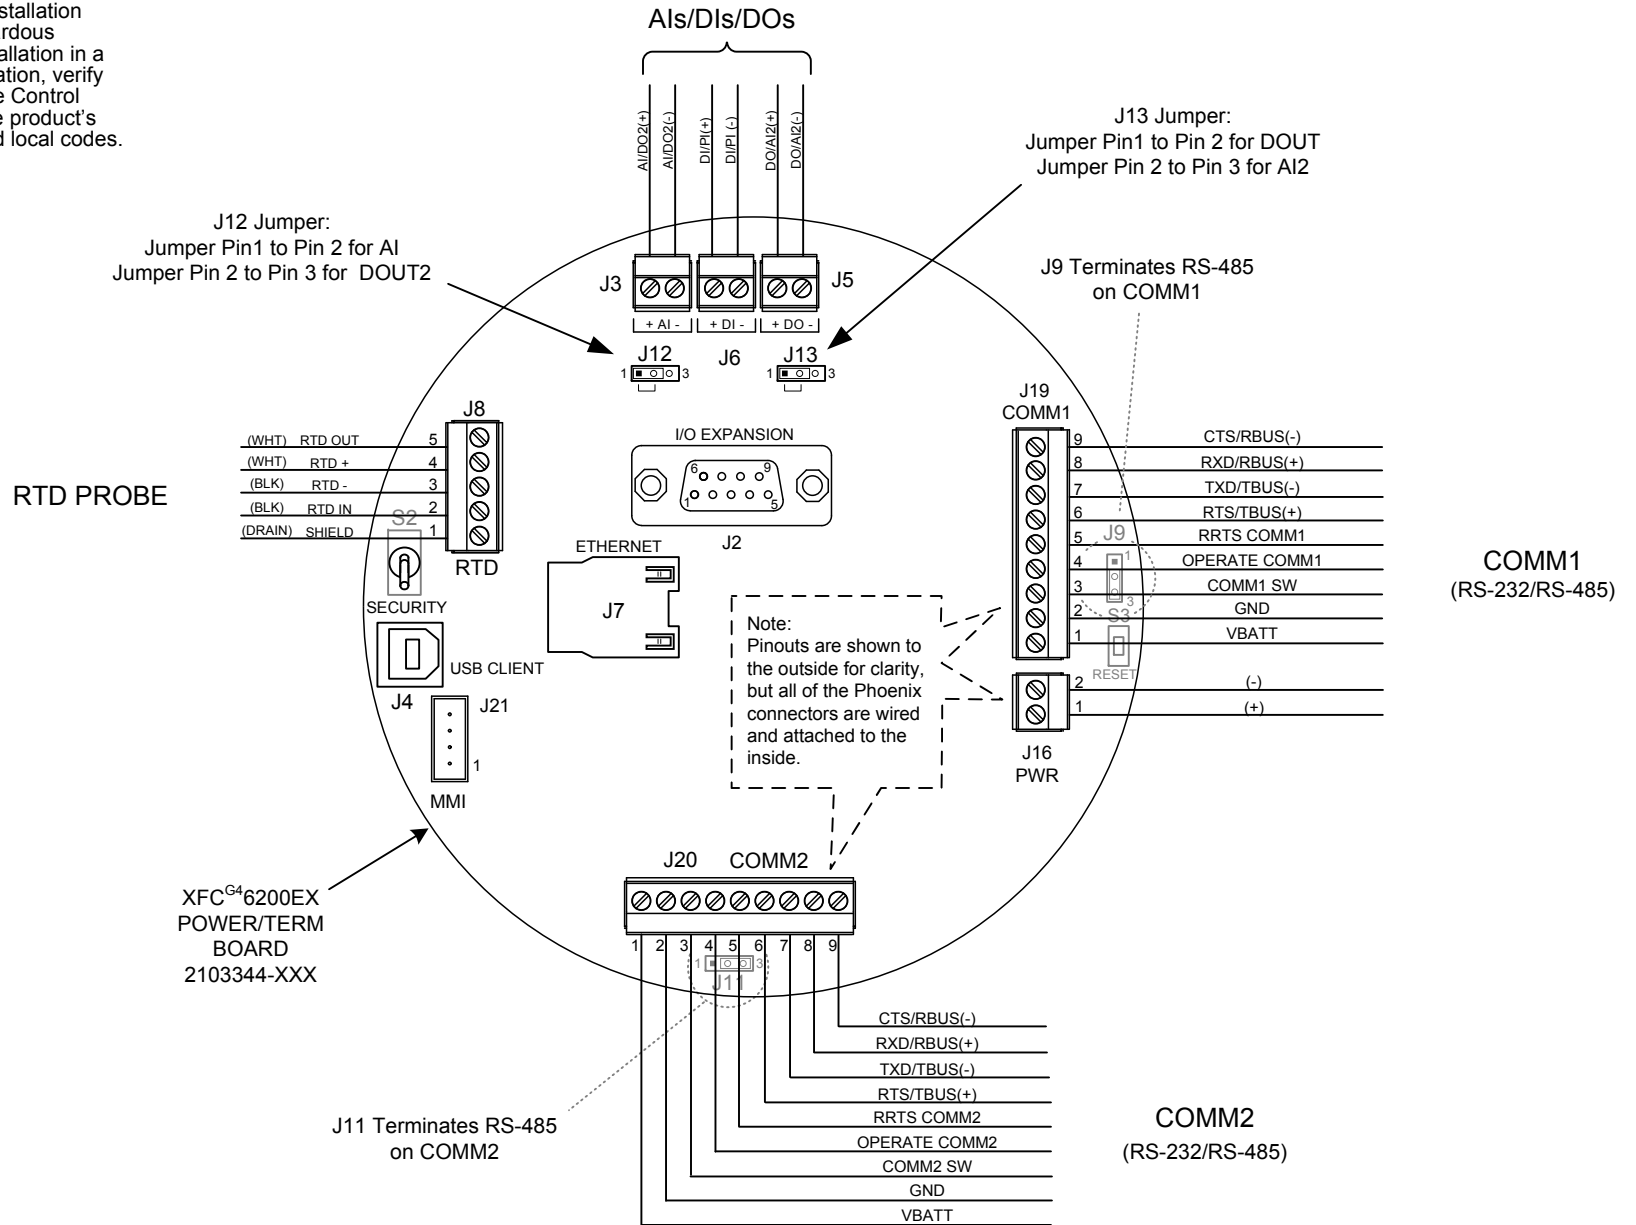 stallation
ardous
allation in a
ation, verify
e Control
e product's
d local codes.
AIs/DIs/DOs
AI/DO2(+)
AI/DO2(-)
DI/PI(+)
DI/PI (-)
DO/AI2(+)
DO/AI2(-)
J13 Jumper:
Jumper Pin1 to Pin 2 for DOUT
Jumper Pin 2 to Pin 3 for AI2
J12 Jumper:
Jumper Pin1 to Pin 2 for AI
Jumper Pin 2 to Pin 3 for DOUT2
J9 Terminates RS-485
on COMM1
J3
J5
+ AI -
+ DI -
+ DO -
J12
J6
J13
1 3
1 3
J8
J19
COMM1
I/O EXPANSION
6 9
1 5
J2
RTD PROBE
(WHT) RTD OUT 5
(WHT) RTD + 4
(BLK) RTD - 3
(BLK) RTD IN 2
(DRAIN) SHIELD 1
S2
RTD
SECURITY
ETHERNET
J7
9 CTS/RBUS(-)
8 RXD/RBUS(+)
7 TXD/TBUS(-)
6 RTS/TBUS(+)
5 RRTS COMM1
4 OPERATE COMM1
3 COMM1 SW
2 GND
1 VBATT
J9
1
3
S3
RESET
COMM1
(RS-232/RS-485)
2 (-)
1 (+)
J16
PWR
Note:
Pinouts are shown to
the outside for clarity,
but all of the Phoenix
connectors are wired
and attached to the
inside.
USB CLIENT
J4
J21
1
MMI
XFCG46200EX
POWER/TERM
BOARD
2103344-XXX
J20 COMM2
1 2 3 4 5 6 7 8 9
1 3
J11
CTS/RBUS(-)
RXD/RBUS(+)
TXD/TBUS(-)
RTS/TBUS(+)
RRTS COMM2
OPERATE COMM2
COMM2 SW
GND
VBATT
J11 Terminates RS-485
on COMM2
COMM2
(RS-232/RS-485)